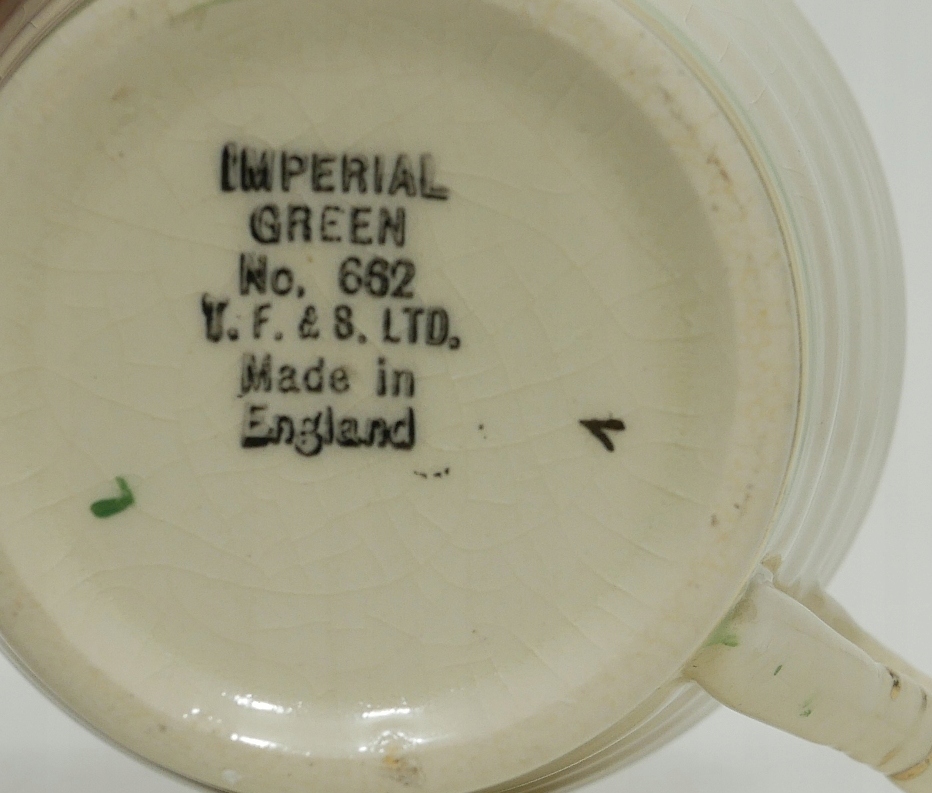 IMPERIAL
GREEN
No. 662
T. F. & S. LTD.
Made in
England